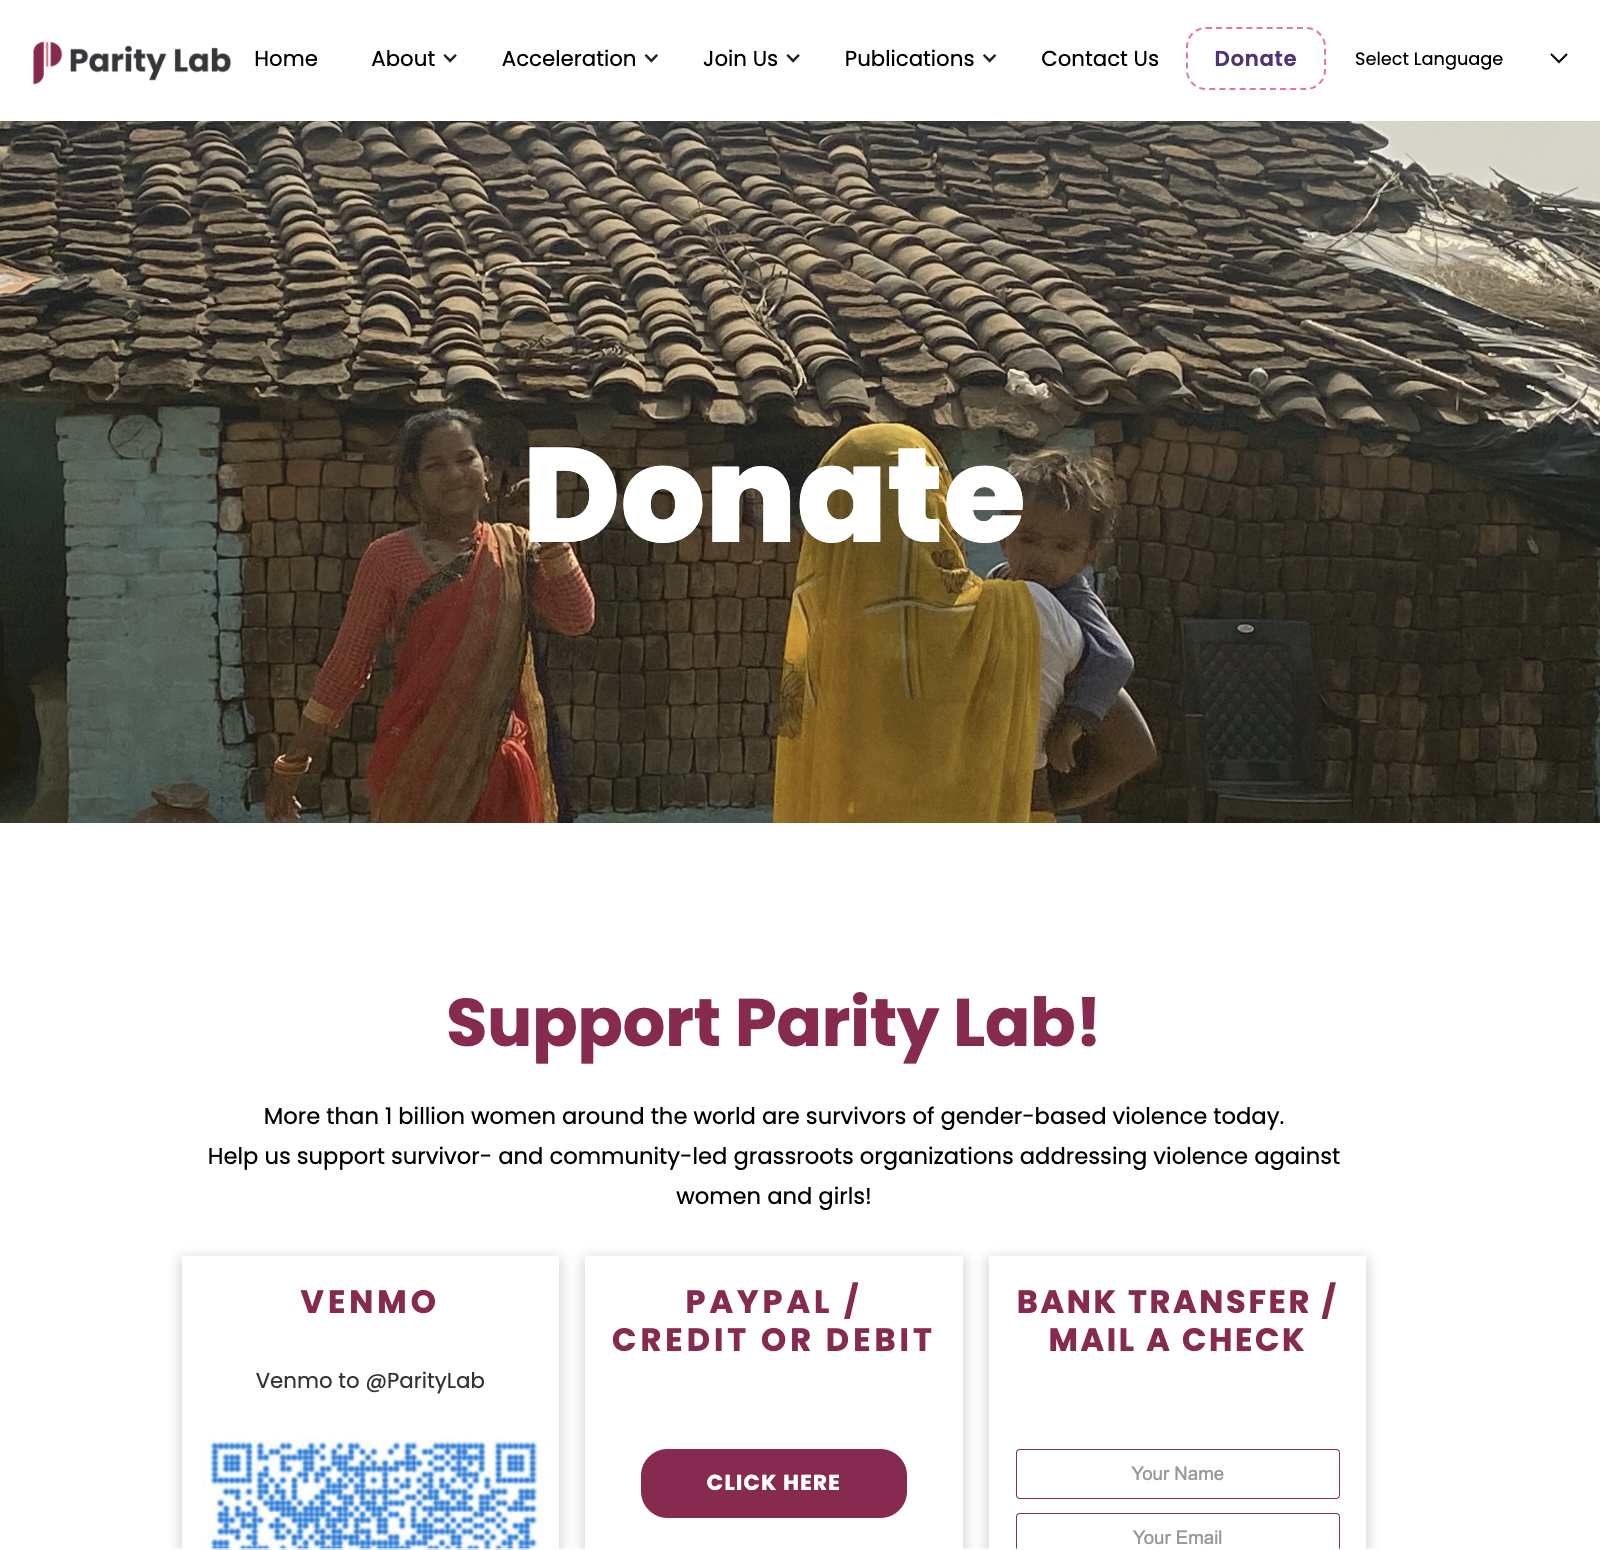 Parity Lab Home About Acceleration Join Us Publications Contact Us Donate Select Language
Donate
Support Parity Lab!
More than 1 billion women around the world are survivors of gender-based violence today.
Help us support survivor- and community-led grassroots organizations addressing violence against
women and girls!
VENMO
Venmo to @ParityLab
PAYPAL /
CREDIT OR DEBIT
CLICK HERE
BANK TRANSFER /
MAIL A CHECK
Your Name
Your Email